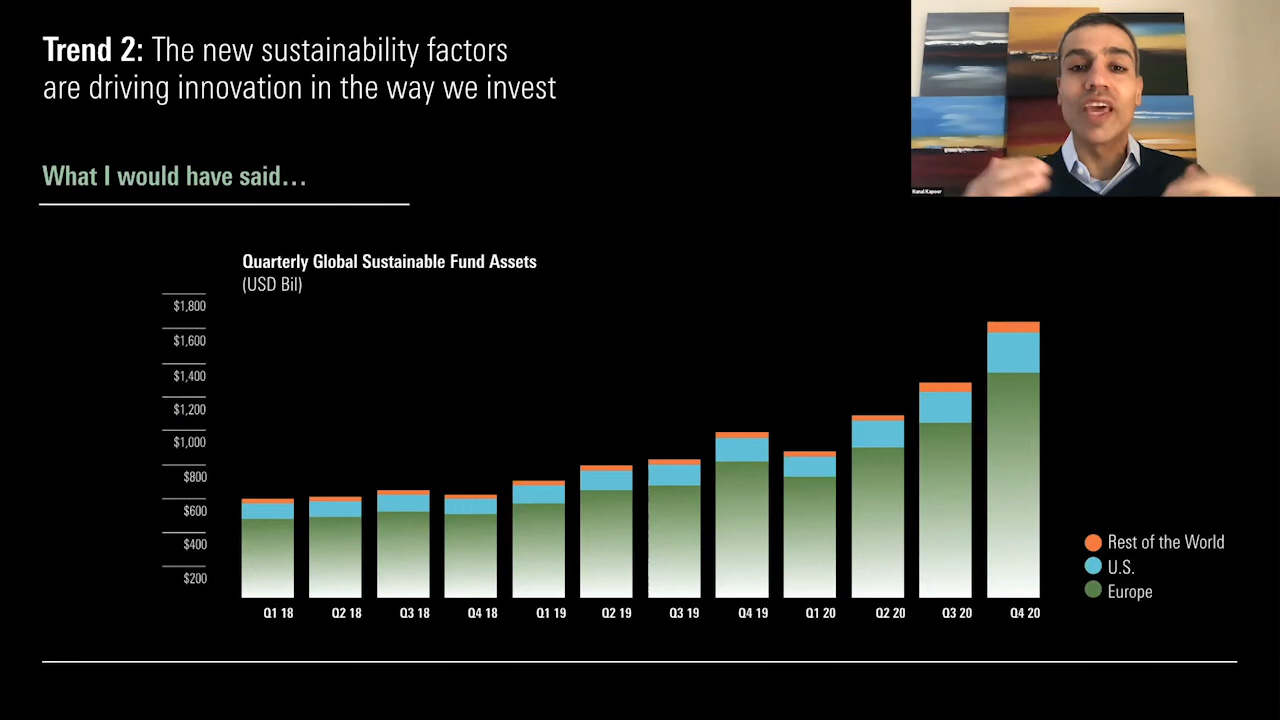 Trend 2: The new sustainability factors
are driving innovation in the way we invest
Kunal Kapoor
What I would have said…
Quarterly Global Sustainable Fund Assets
(USD Bil)
$1,800
$1,600
$1,400
$1,200
$1,000
$800
$600
$400
$200
Q1 18 Q2 18 Q3 18 Q4 18 Q1 19 Q2 19 Q3 19 Q4 19 Q1 20 Q2 20 Q3 20 Q4 20
Rest of the World
U.S.
Europe